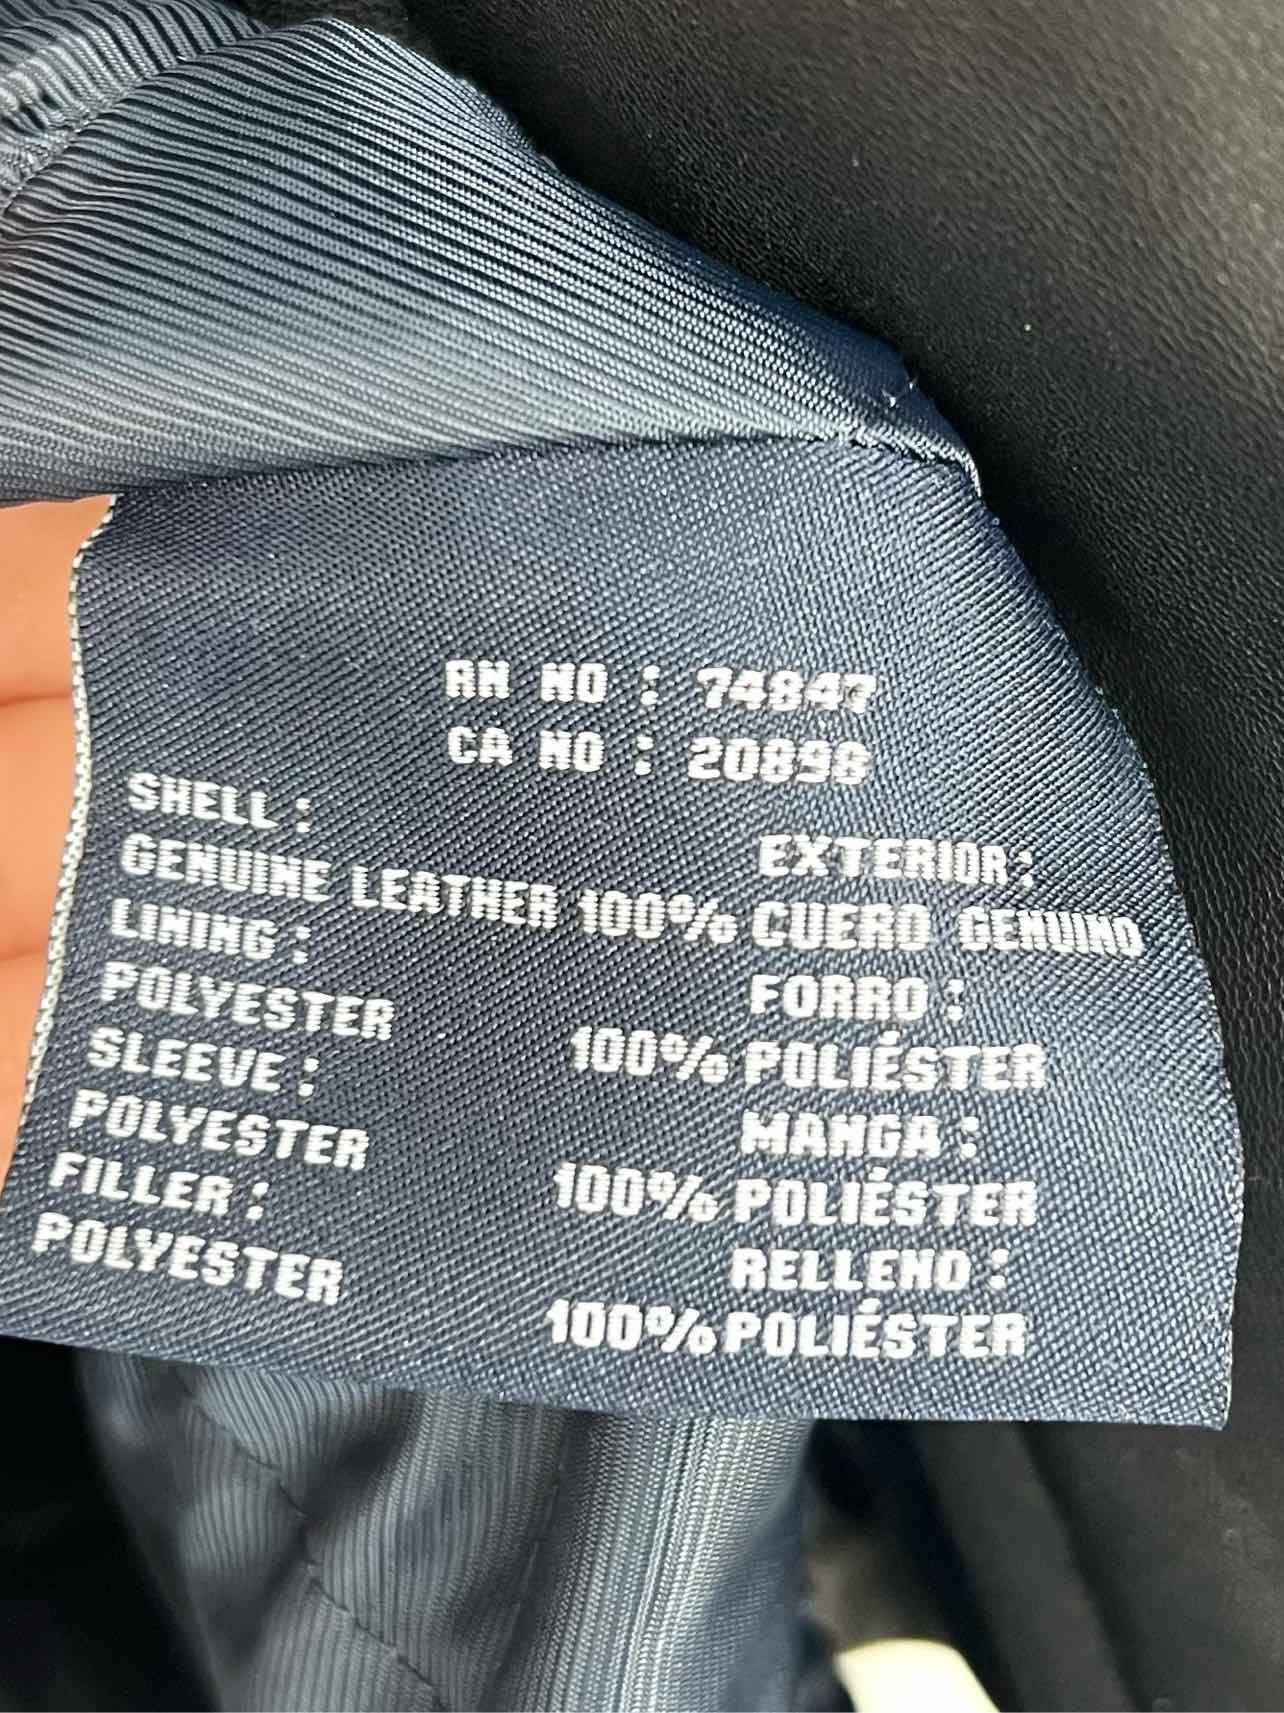 RN NO : 74847
CA NO : 20898
SHELL:
GENUINE LEATHER 100%
LINING:
POLYESTER 100%
SLEEVE:
POLYESTER 100%
FILLER:
POLYESTER 100%
EXTERIOR:
CUERO GENUINO
FORRO:
POLIÉSTER
MANGA:
POLIÉSTER
RELLENO:
POLIÉSTER